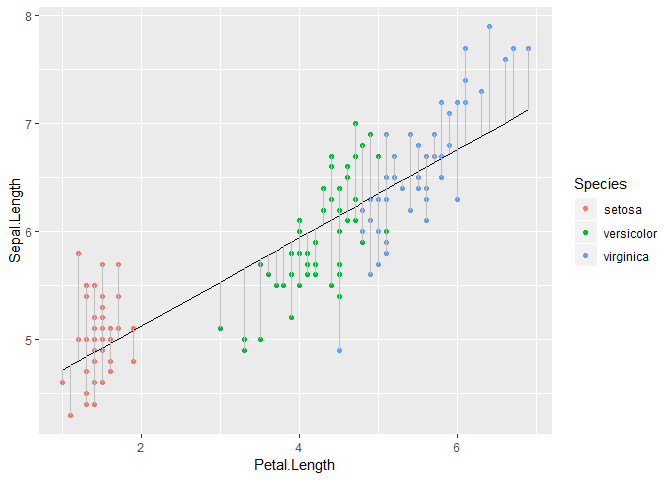 8
7
6
5
Sepal.Length
2
4
6
Petal.Length
Species
setosa
versicolor
virginica